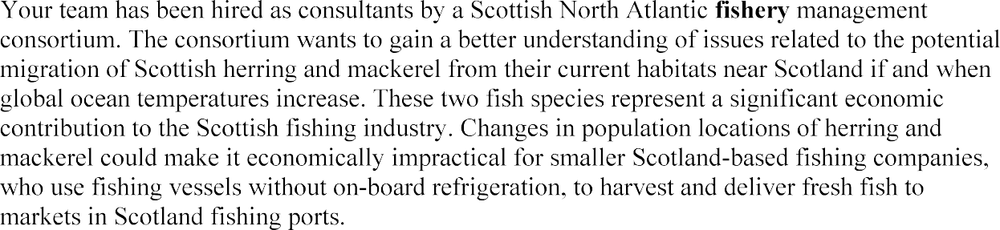 Your team has been hired as consultants by a Scottish North Atlantic fishery management
consortium. The consortium wants to gain a better understanding of issues related to the potential
migration of Scottish herring and mackerel from their current habitats near Scotland if and when
global ocean temperatures increase. These two fish species represent a significant economic
contribution to the Scottish fishing industry. Changes in population locations of herring and
mackerel could make it economically impractical for smaller Scotland-based fishing companies,
who use fishing vessels without on-board refrigeration, to harvest and deliver fresh fish to
markets in Scotland fishing ports.